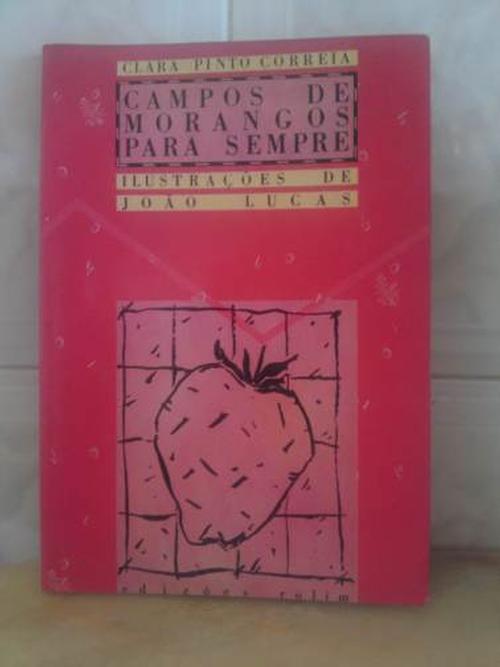 CLARA PINTO CORREIA
CAMPOS DE
MORANGOS
PARA SEMPRE
ILUSTRAÇÕES DE
JOÃO LUCAS
edições rolim